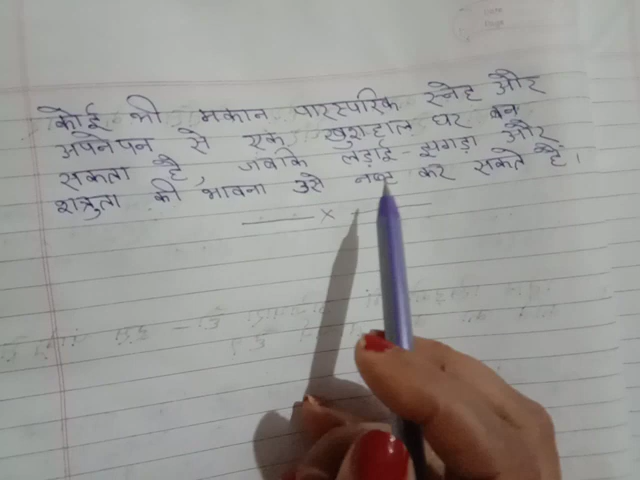 कोई भी मकान पारस्परिक स्नेह और
अपनेपन से एक खुशहाल घर बन
सकता है, जबकि लड़ाई झगड़ा और
शत्रुता की भावना उसे नष्ट कर सकते हैं।